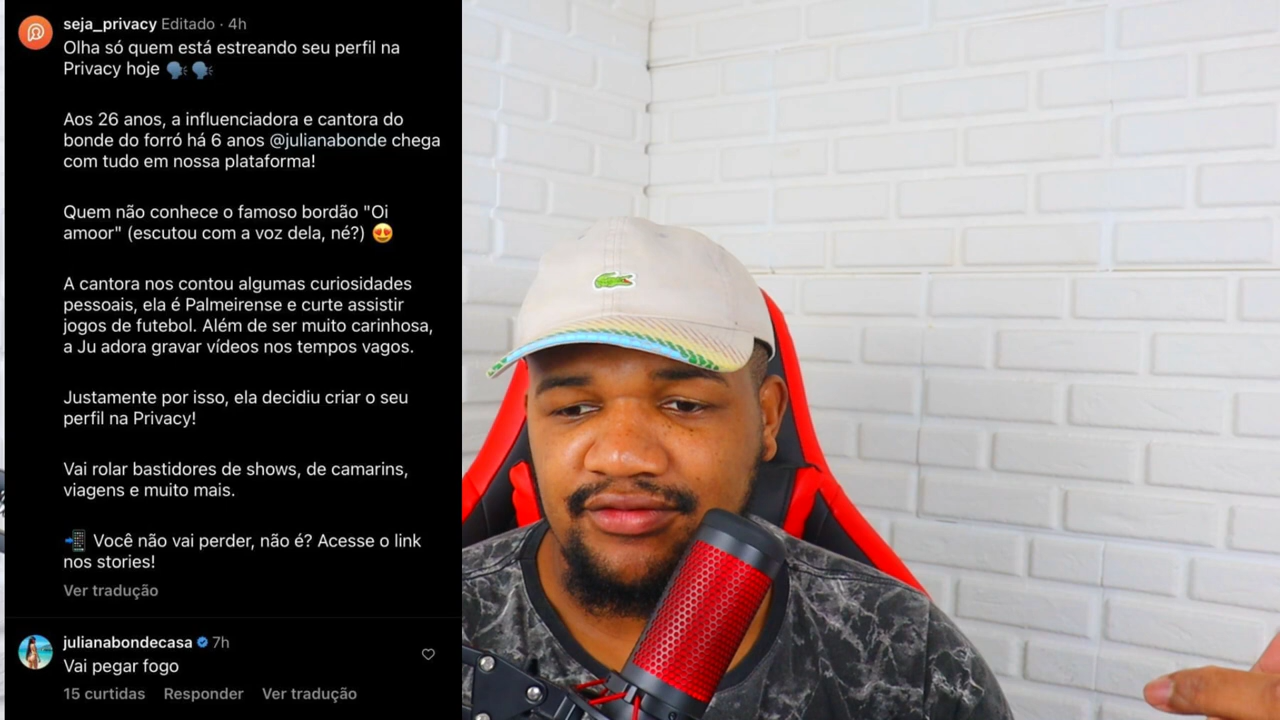 seja_privacy Editado · 4h
Olha só quem está estreando seu perfil na
Privacy hoje 🗣️🗣️
Aos 26 anos, a influenciadora e cantora do
bonde do forró há 6 anos @julianabonde chega
com tudo em nossa plataforma!
Quem não conhece o famoso bordão "Oi
amoor" (escutou com a voz dela, né?) 😍
A cantora nos contou algumas curiosidades
pessoais, ela é Palmeirense e curte assistir
jogos de futebol. Além de ser muito carinhosa,
a Ju adora gravar vídeos nos tempos vagos.
Justamente por isso, ela decidiu criar o seu
perfil na Privacy!
Vai rolar bastidores de shows, de camarins,
viagens e muito mais.
📲 Você não vai perder, não é? Acesse o link
nos stories!
Ver tradução
julianabondecasa 7h
Vai pegar fogo
15 curtidas Responder Ver tradução